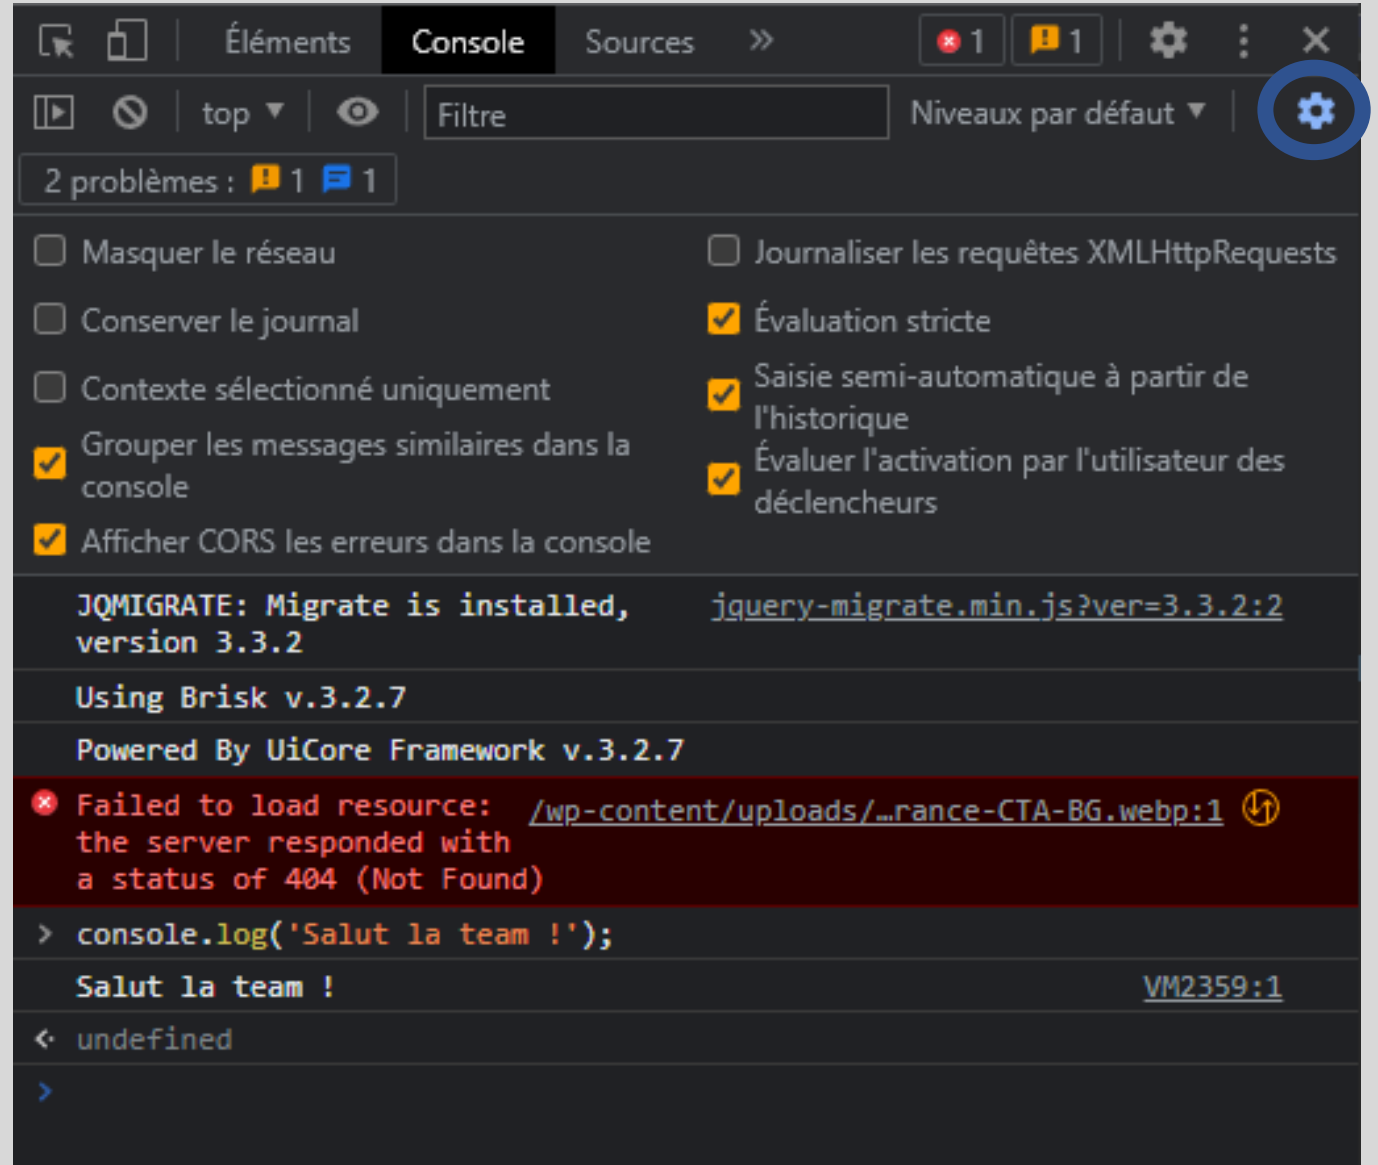 Éléments Console Sources » 1 1
top Filtre Niveaux par défaut
2 problèmes : 1 1
Masquer le réseau
Journaliser les requêtes XMLHttpRequests
Conserver le journal
Évaluation stricte
Contexte sélectionné uniquement
Saisie semi-automatique à partir de
l'historique
Grouper les messages similaires dans la
console
Évaluer l'activation par l'utilisateur des
déclencheurs
Afficher CORS les erreurs dans la console
JQMIGRATE: Migrate is installed, jquery-migrate.min.js?ver=3.3.2:2
version 3.3.2
Using Brisk v.3.2.7
Powered By UiCore Framework v.3.2.7
Failed to load resource: /wp-content/uploads/…rance-CTA-BG.webp:1
the server responded with
a status of 404 (Not Found)
> console.log('Salut la team !');
Salut la team ! VM2359:1
undefined
>